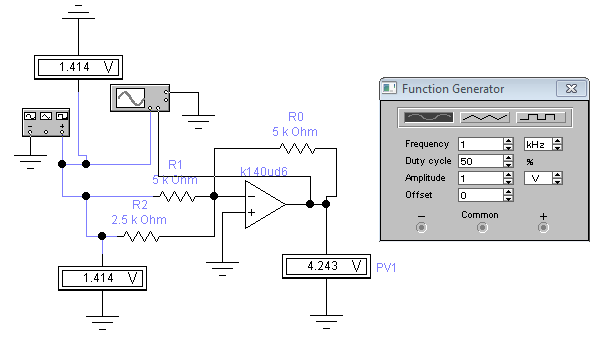 1.414 V
R0
5 k Ohm
R1
5 k Ohm
k140ud6
R2
2.5 k Ohm
1.414 V
4.243 V
PV1
Function Generator
Frequency 1 kHz
Duty cycle 50 %
Amplitude 1 V
Offset 0
− Common +